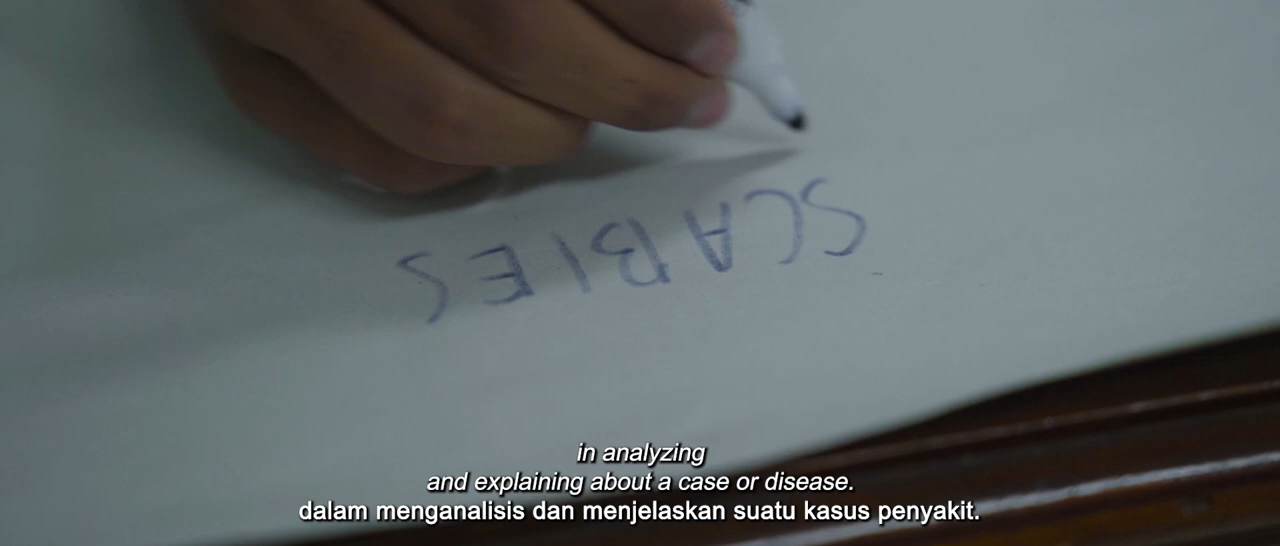 SCABIES
in analyzing
and explaining about a case or disease.
dalam menganalisis dan menjelaskan suatu kasus penyakit.